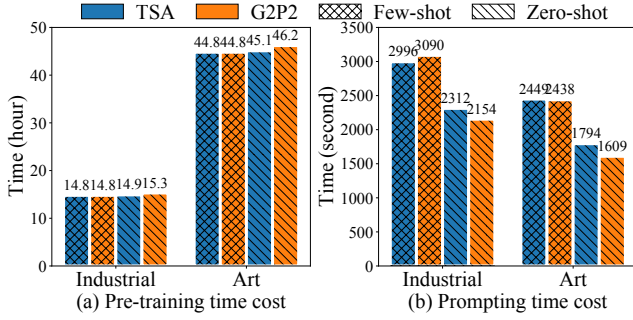 TSA G2P2 Few-shot Zero-shot
Time (hour)
50
40
30
20
10
0
14.8 14.8 14.9 15.3
44.8 44.8 45.1 46.2
Industrial Art
(a) Pre-training time cost
Time (second)
3500
3000
2500
2000
1500
1000
500
0
2996 3090 2312 2154
2449 2438 1794 1609
Industrial Art
(b) Prompting time cost